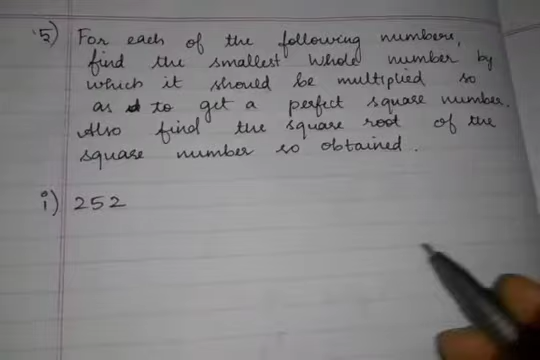 5) For each of the following numbers,
find the smallest whole number by
which it should be multiplied so
as to get a perfect square number.
Also find the square root of the
square number so obtained.
i) 252